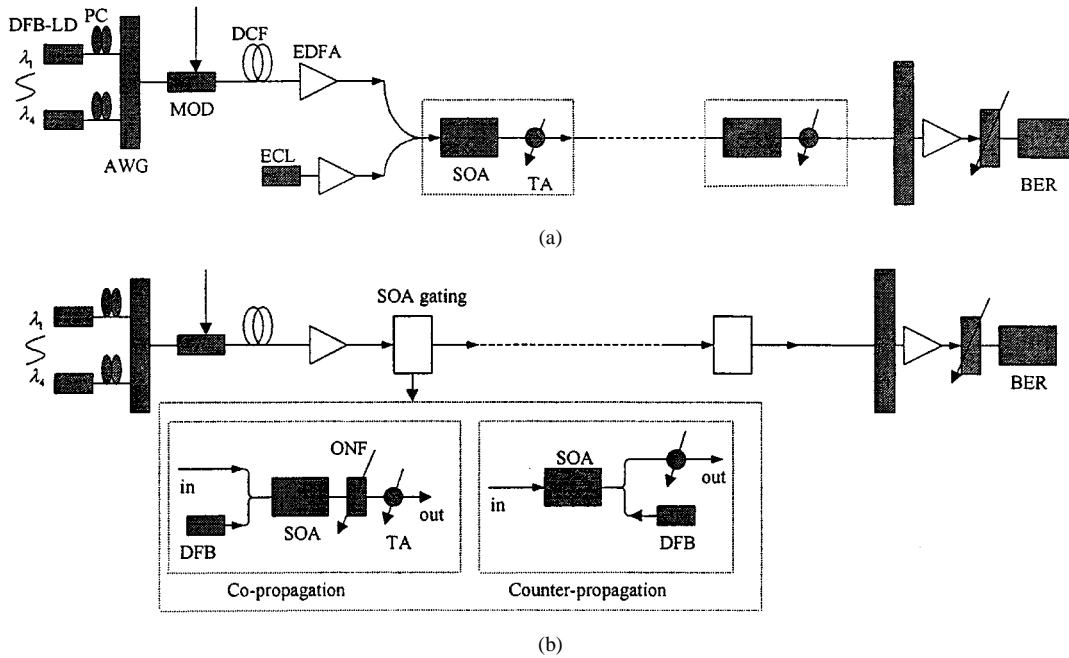 DFB-LD PC
DCF
EDFA
λ1
λ4
MOD
AWG
ECL
SOA
TA
BER
(a)
SOA gating
λ1
λ4
BER
ONF
in
SOA
out
DFB
TA
Co-propagation
SOA
in
out
DFB
Counter-propagation
(b)